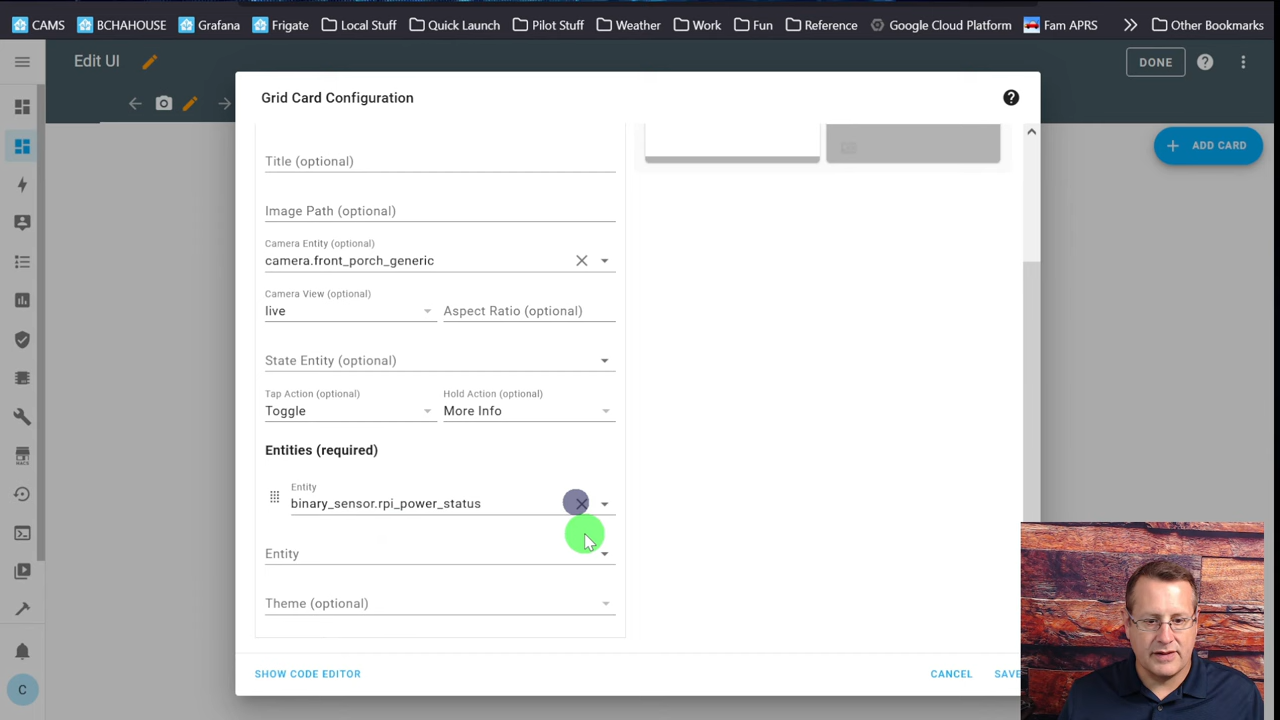 CAMS BCHAHOUSE Grafana Frigate Local Stuff Quick Launch Pilot Stuff Weather Work Fun Reference Google Cloud Platform Fam APRS Other Bookmarks
Edit UI DONE
Grid Card Configuration
ADD CARD
Title (optional)
Image Path (optional)
Camera Entity (optional)
camera.front_porch_generic
Camera View (optional)
live Aspect Ratio (optional)
State Entity (optional)
Tap Action (optional) Hold Action (optional)
Toggle More Info
Entities (required)
Entity
binary_sensor.rpi_power_status
Entity
Theme (optional)
SHOW CODE EDITOR CANCEL SAVE
C